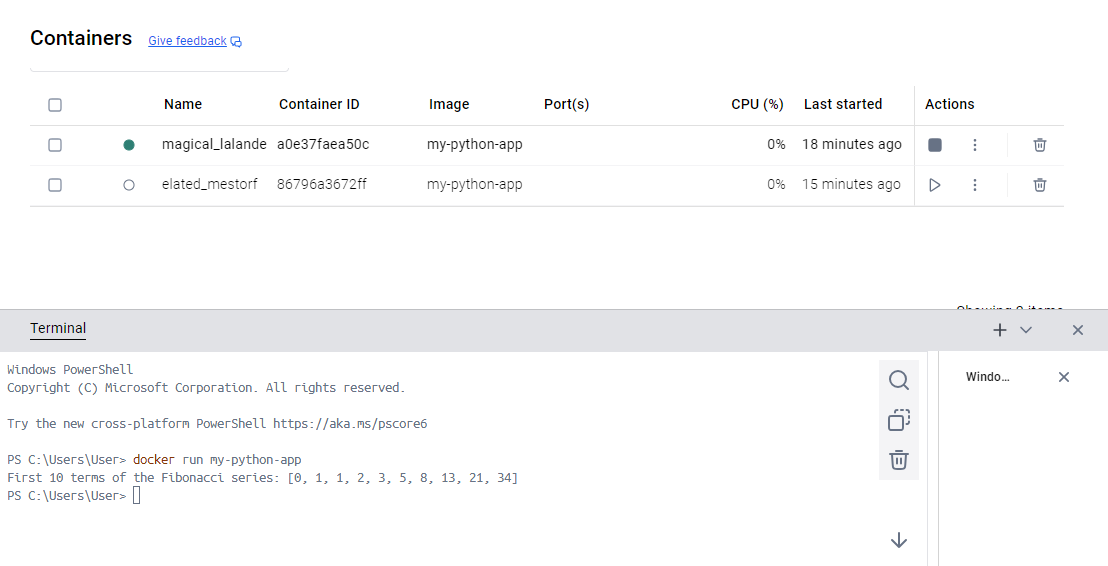 Containers Give feedback
Name Container ID Image Port(s) CPU (%) Last started Actions
magical_lalande a0e37faea50c my-python-app 0% 18 minutes ago
elated_mestorf 86796a3672ff my-python-app 0% 15 minutes ago
Showing 2 items
Terminal
Windo...
Windows PowerShell
Copyright (C) Microsoft Corporation. All rights reserved.
Try the new cross-platform PowerShell https://aka.ms/pscore6
PS C:\Users\User> docker run my-python-app
First 10 terms of the Fibonacci series: [0, 1, 1, 2, 3, 5, 8, 13, 21, 34]
PS C:\Users\User>